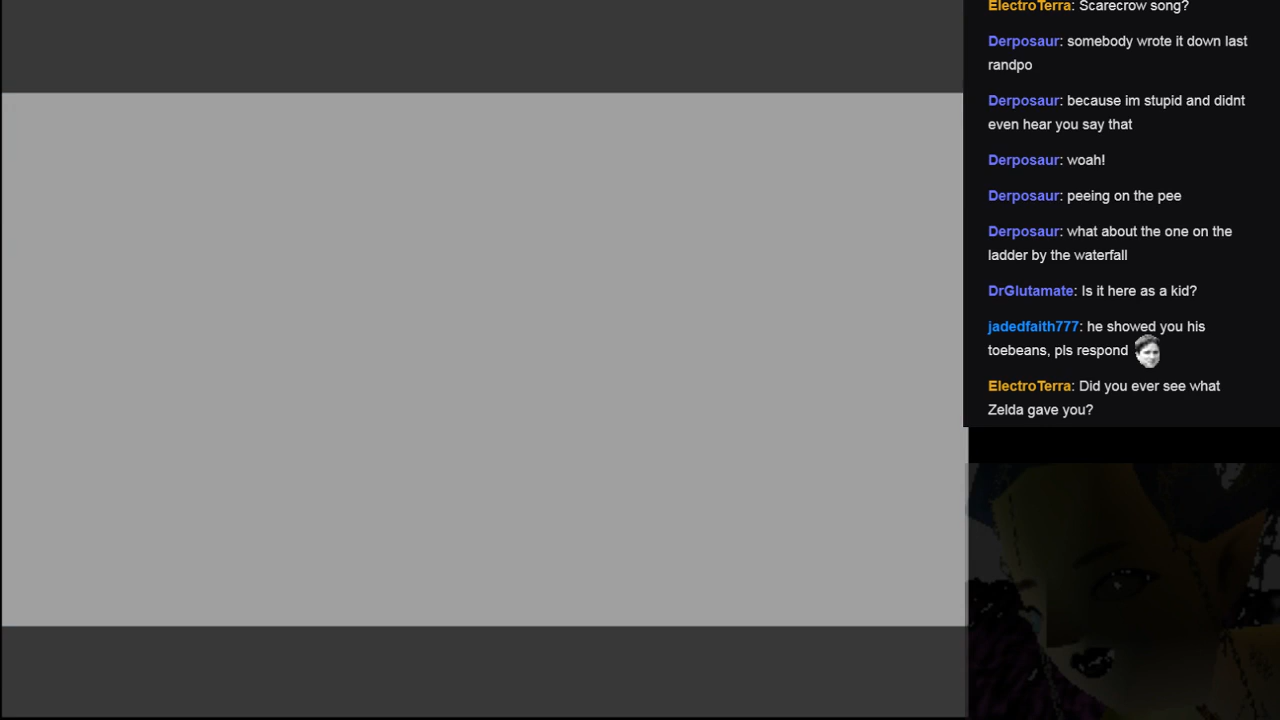 ElectroTerra: Scarecrow song?
Derposaur: somebody wrote it down last
randpo
Derposaur: because im stupid and didnt
even hear you say that
Derposaur: woah!
Derposaur: peeing on the pee
Derposaur: what about the one on the
ladder by the waterfall
DrGlutamate: Is it here as a kid?
jadedfaith777: he showed you his
toebeans, pls respond
ElectroTerra: Did you ever see what
Zelda gave you?